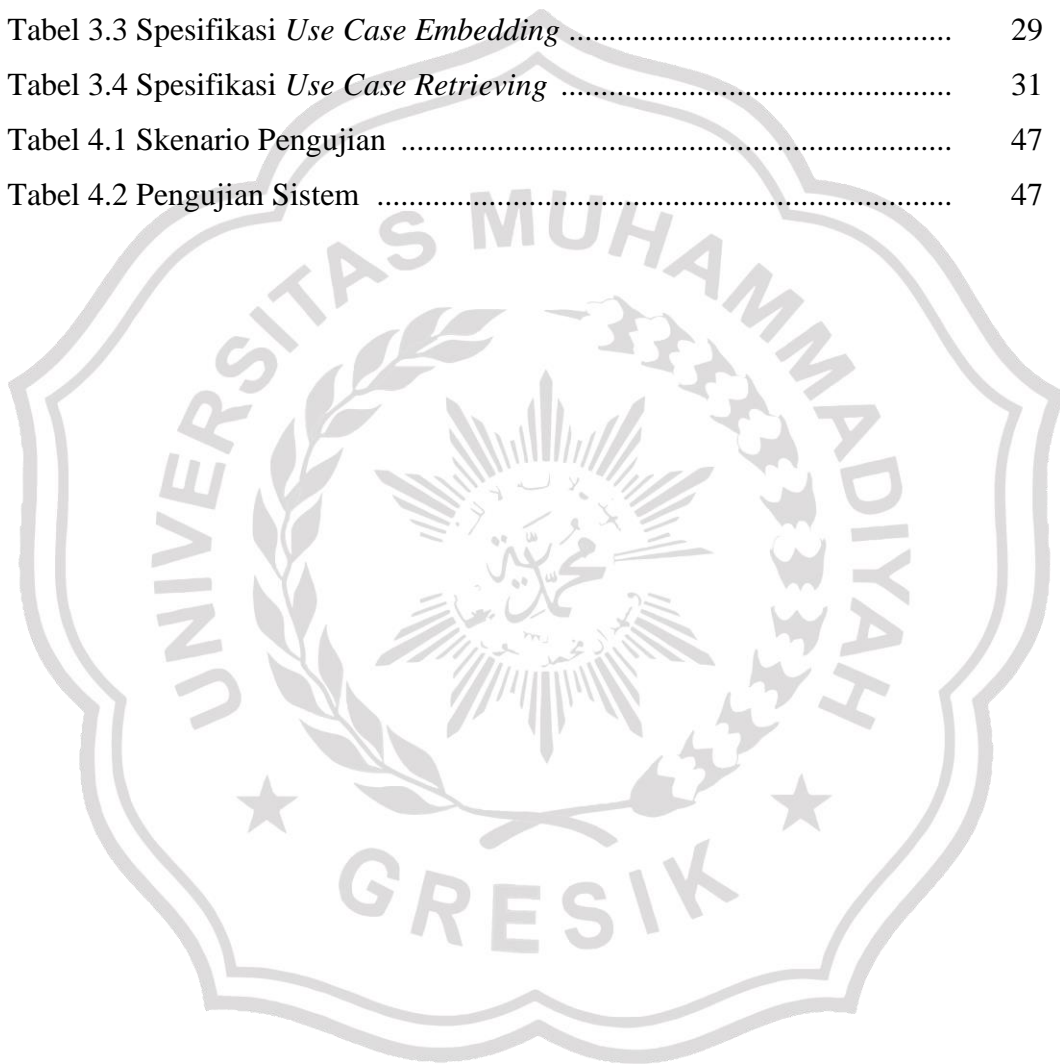 Tabel 3.3 Spesifikasi Use Case Embedding ................................................ 29
Tabel 3.4 Spesifikasi Use Case Retrieving ................................................. 31
Tabel 4.1 Skenario Pengujian ..................................................................... 47
Tabel 4.2 Pengujian Sistem ........................................................................ 47
UNIVERSITAS MUHAMMADIYAH
محمدية
GRESIK